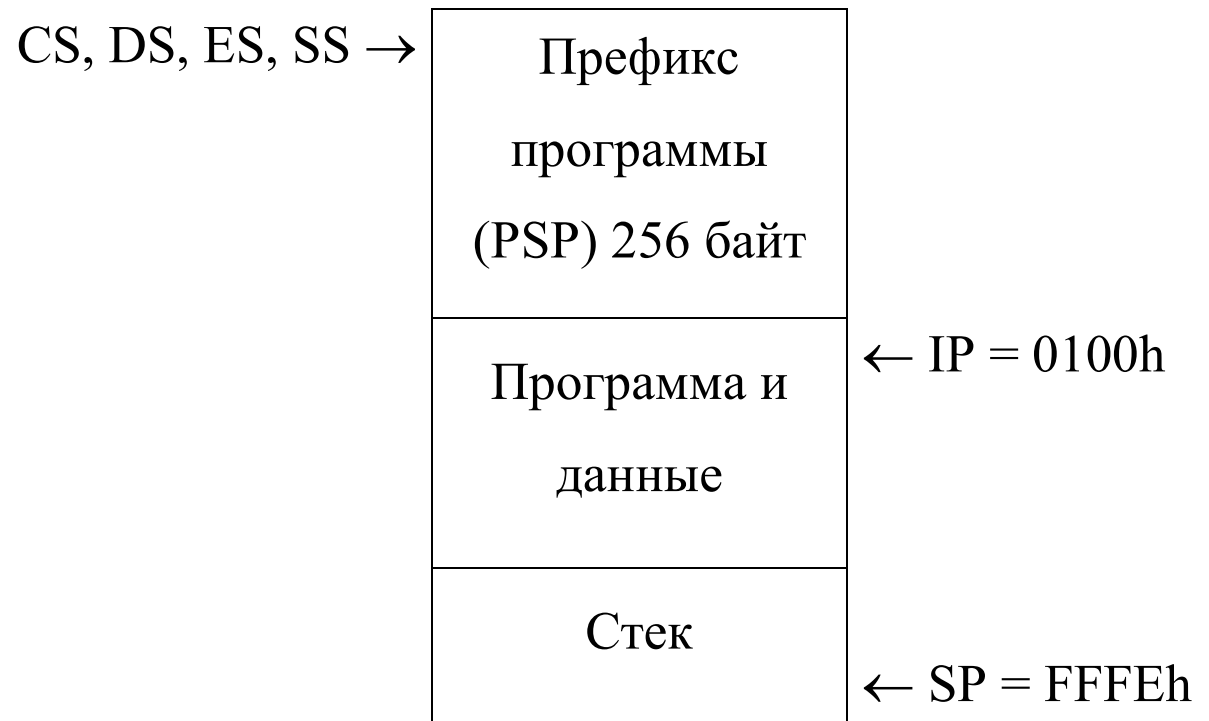 CS, DS, ES, SS →
Префикс
программы
(PSP) 256 байт
← IP = 0100h
Программа и
данные
Стек
← SP = FFFEh